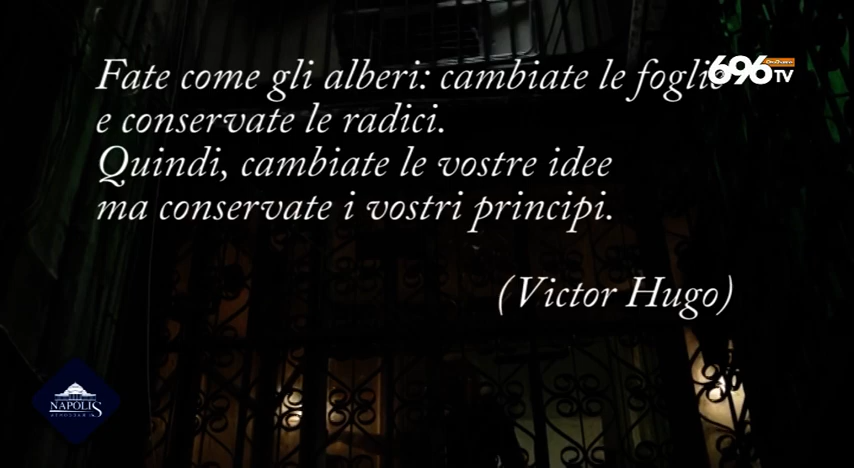 Fate come gli alberi: cambiate le foglie
e conservate le radici.
Quindi, cambiate le vostre idee
ma conservate i vostri principi.
(Victor Hugo)
696
TV
NAPOLIS